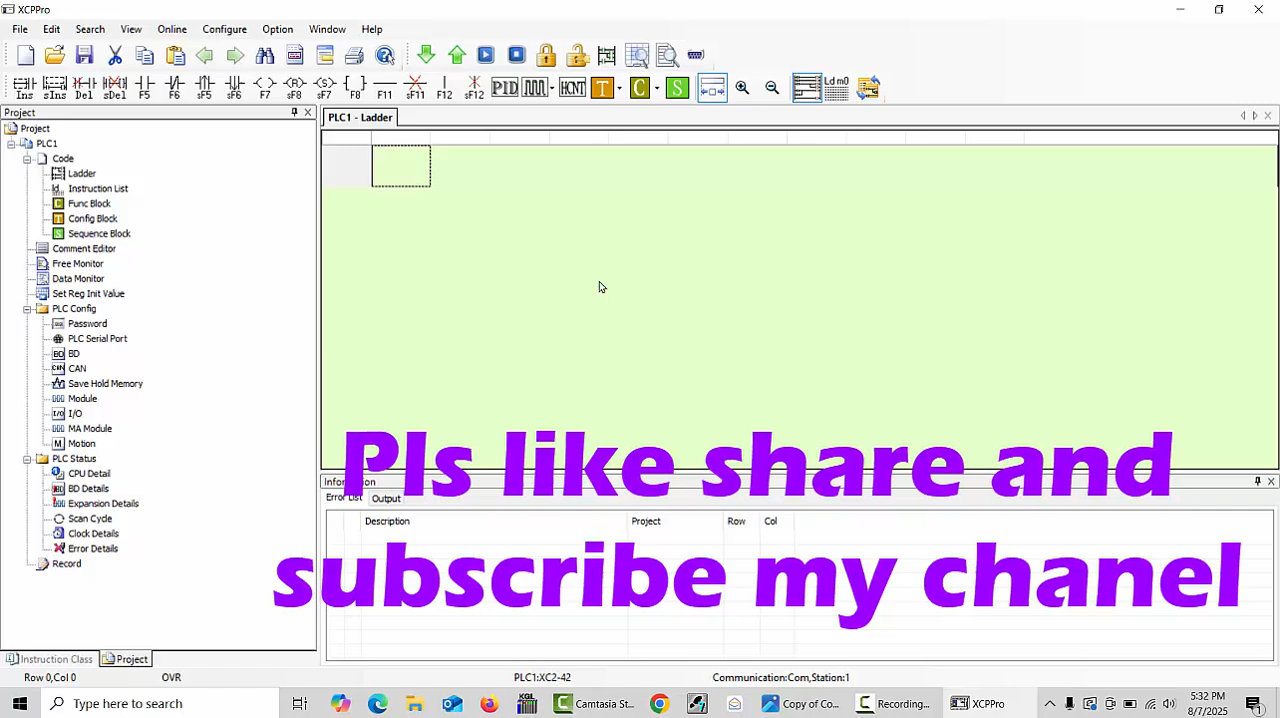 XCPPro
File Edit Search View Online Configure Option Window Help
Ins sIns Del sDel F5 F6 sF5 sF6 F7 sF8 sF7 F8 F11 sF11 F12 sF12 PID HCNT T C S Ld m0
Project
PLC1 - Ladder
Project
PLC1
Code
Ladder
Instruction List
Func Block
Config Block
Sequence Block
Comment Editor
Free Monitor
Data Monitor
Set Reg Init Value
PLC Config
Password
PLC Serial Port
BD
CAN
Save Hold Memory
Module
I/O
MA Module
Motion
PLC Status
CPU Detail
BD Details
Expansion Details
Scan Cycle
Clock Details
Error Details
Record
Pls like share and
subscribe my chanel
Information
Error List Output
Description Project Row Col
Instruction Class Project
Row 0,Col 0 OVR PLC1:XC2-42 Communication:Com,Station:1
Type here to search KGL Camtasia St... Copy of eco... Recording... XCPPro 5:32 PM
8/7/2025